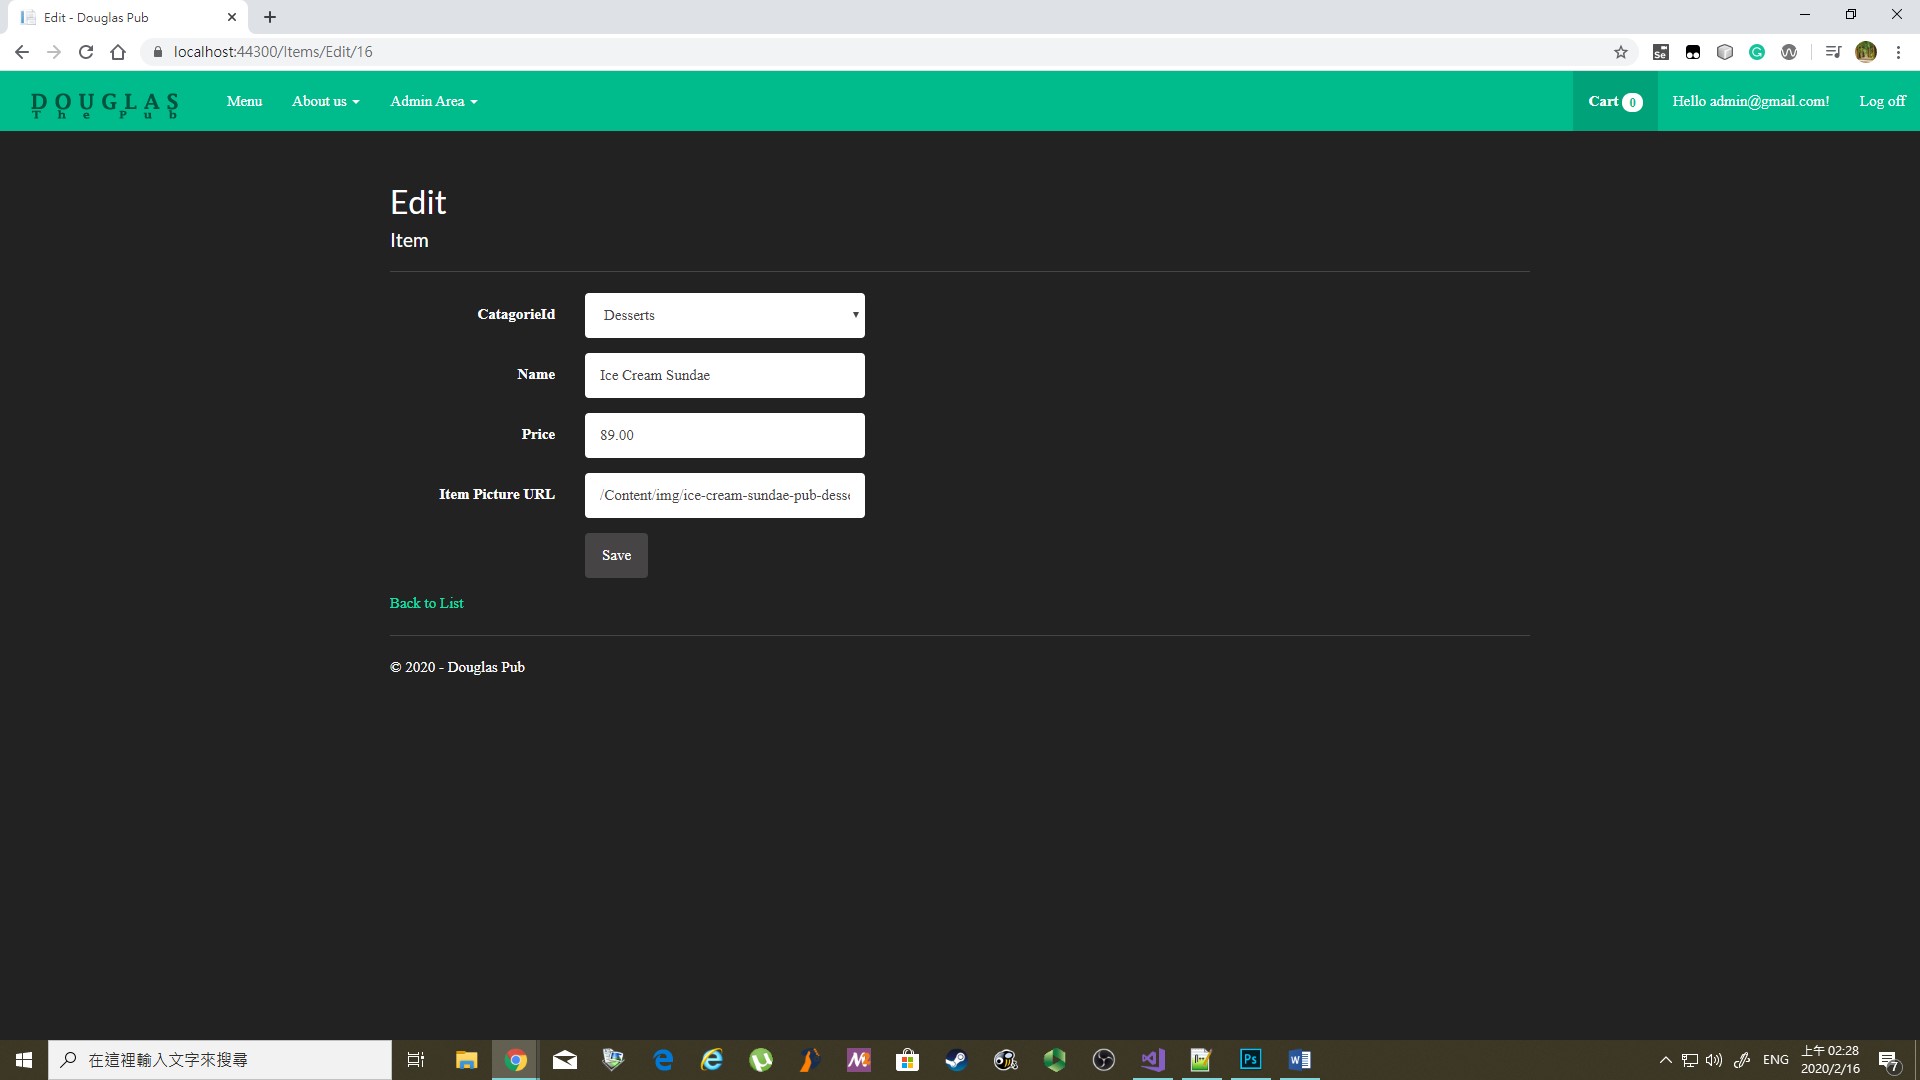 Edit - Douglas Pub
localhost:44300/Items/Edit/16
DOUGLAS
The Pub
Menu
About us
Admin Area
Cart 0
Hello admin@gmail.com!
Log off
Edit
Item
CatagorieId
Desserts
Name
Ice Cream Sundae
Price
89.00
Item Picture URL
/Content/img/ice-cream-sundae-pub-desse
Save
Back to List
© 2020 - Douglas Pub
在這裡輸入文字來搜尋
ENG
上午 02:28
2020/2/16
7
Se
Ps